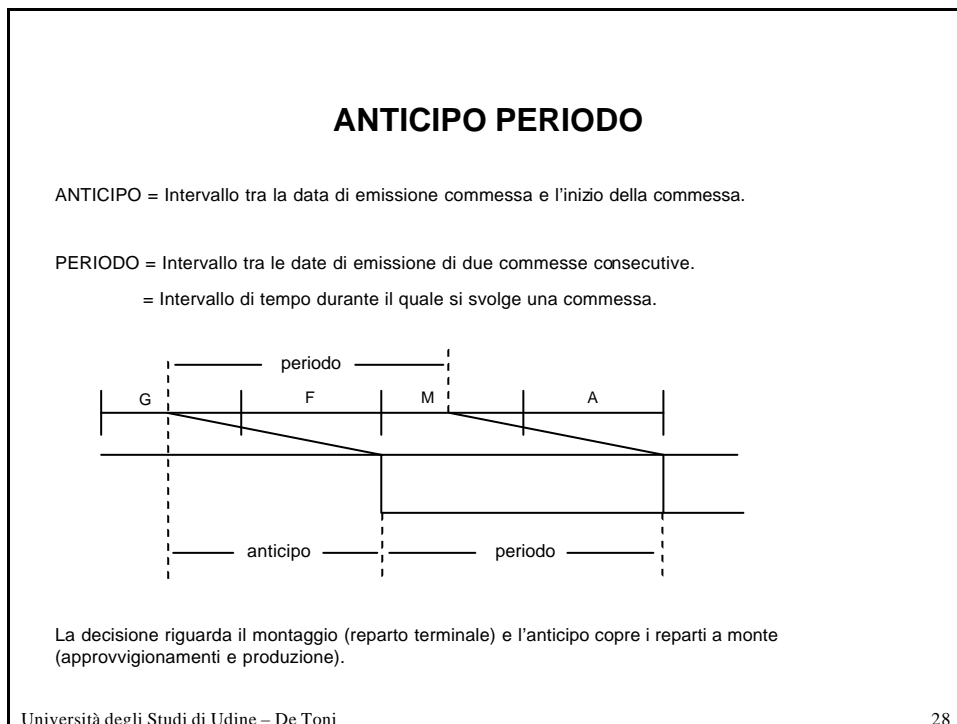 ANTICIPO PERIODO
ANTICIPO = Intervallo tra la data di emissione commessa e l'inizio della commessa.
PERIODO = Intervallo tra le date di emissione di due commesse consecutive.
= Intervallo di tempo durante il quale si svolge una commessa.
periodo
G F M A
anticipo periodo
La decisione riguarda il montaggio (reparto terminale) e l'anticipo copre i reparti a monte
(approvvigionamenti e produzione).
Università degli Studi di Udine – De Toni 28